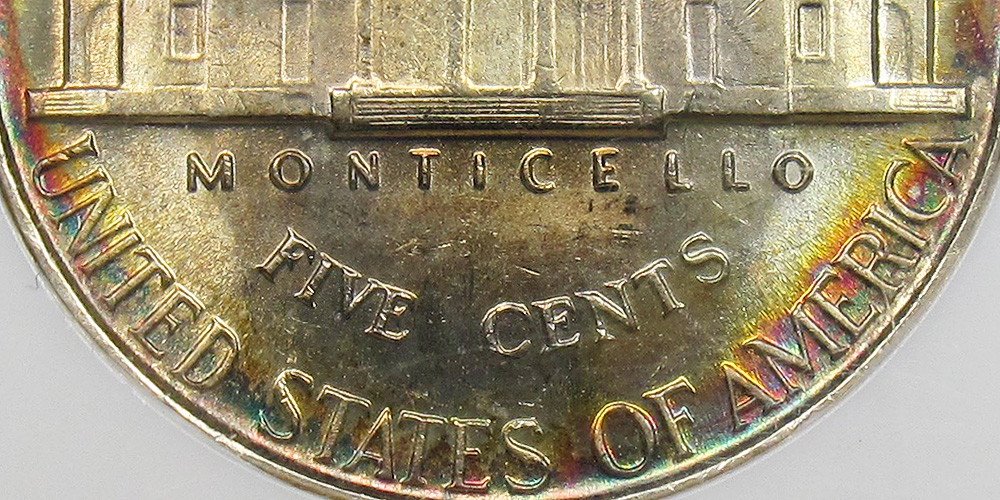 MONTICELLO
FIVE CENTS
UNITED STATES OF AMERICA